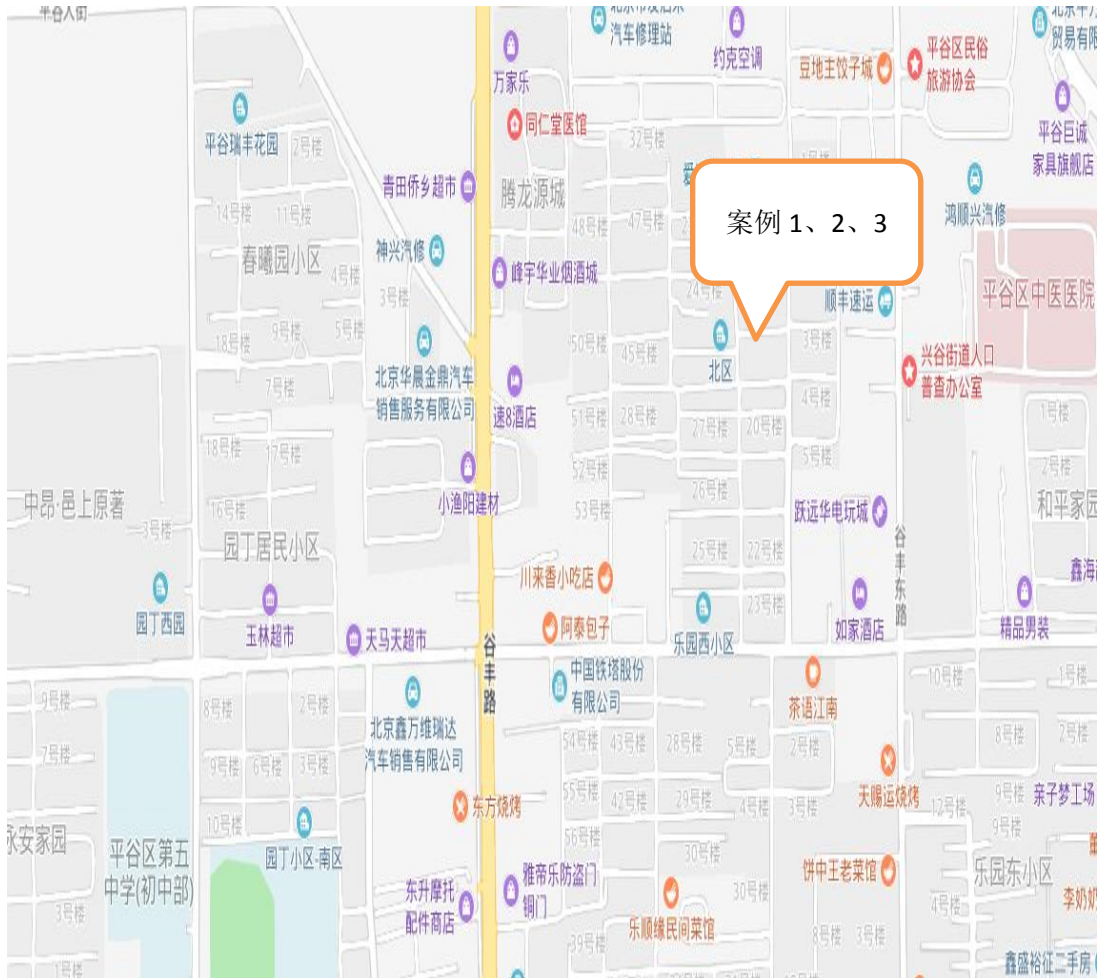 平谷大街
汽车修理站
约克空调
豆地主饺子城
平谷区民俗
旅游协会
万家乐
同仁堂医馆
32号楼
平谷巨诚
家具旗舰店
平谷瑞丰花园
2号楼
青田侨乡超市
腾龙源城
鸿顺兴汽修
14号楼
11号楼
48号楼
47号楼
案例 1、2、3
神兴汽修
春曦园小区
4号楼
峰宇华业烟酒城
24号楼
顺丰速运
平谷区中医医院
3号楼
18号楼
9号楼
5号楼
50号楼
45号楼
北区
3号楼
兴谷街道人口
普查办公室
7号楼
北京华晨金鼎汽车
销售服务有限公司
速8酒店
51号楼
28号楼
27号楼
20号楼
4号楼
1号楼
18号楼
17号楼
5号楼
2号楼
小渔阳建材
52号楼
26号楼
中昂·邑上原著
3号楼
16号楼
53号楼
跃远华电玩城
和平家园
园丁居民小区
25号楼
22号楼
谷丰东路
川来香小吃店
鑫海
园丁西园
玉林超市
天马天超市
阿泰包子
乐园西小区
23号楼
如家酒店
精品男装
谷丰路
中国铁塔股份
有限公司
10号楼
1号楼
9号楼
8号楼
2号楼
北京鑫万维瑞达
汽车销售有限公司
茶语江南
7号楼
9号楼
6号楼
3号楼
54号楼
43号楼
28号楼
5号楼
2号楼
8号楼
2号楼
55号楼
42号楼
29号楼
4号楼
3号楼
天赐运烧烤
12号楼
9号楼
亲子梦工场
东方烧烤
10号楼
9号楼
永安家园
平谷区第五
中学(初中部)
园丁小区-南区
56号楼
30号楼
饼中王老菜馆
乐园东小区
3号楼
东升摩托
配件商店
雅帝乐防盗门
铜门
乐顺缘民间菜馆
30号楼
4号楼
李奶奶
39号楼
8号楼
3号楼
1号楼
鑫盛裕征二手房